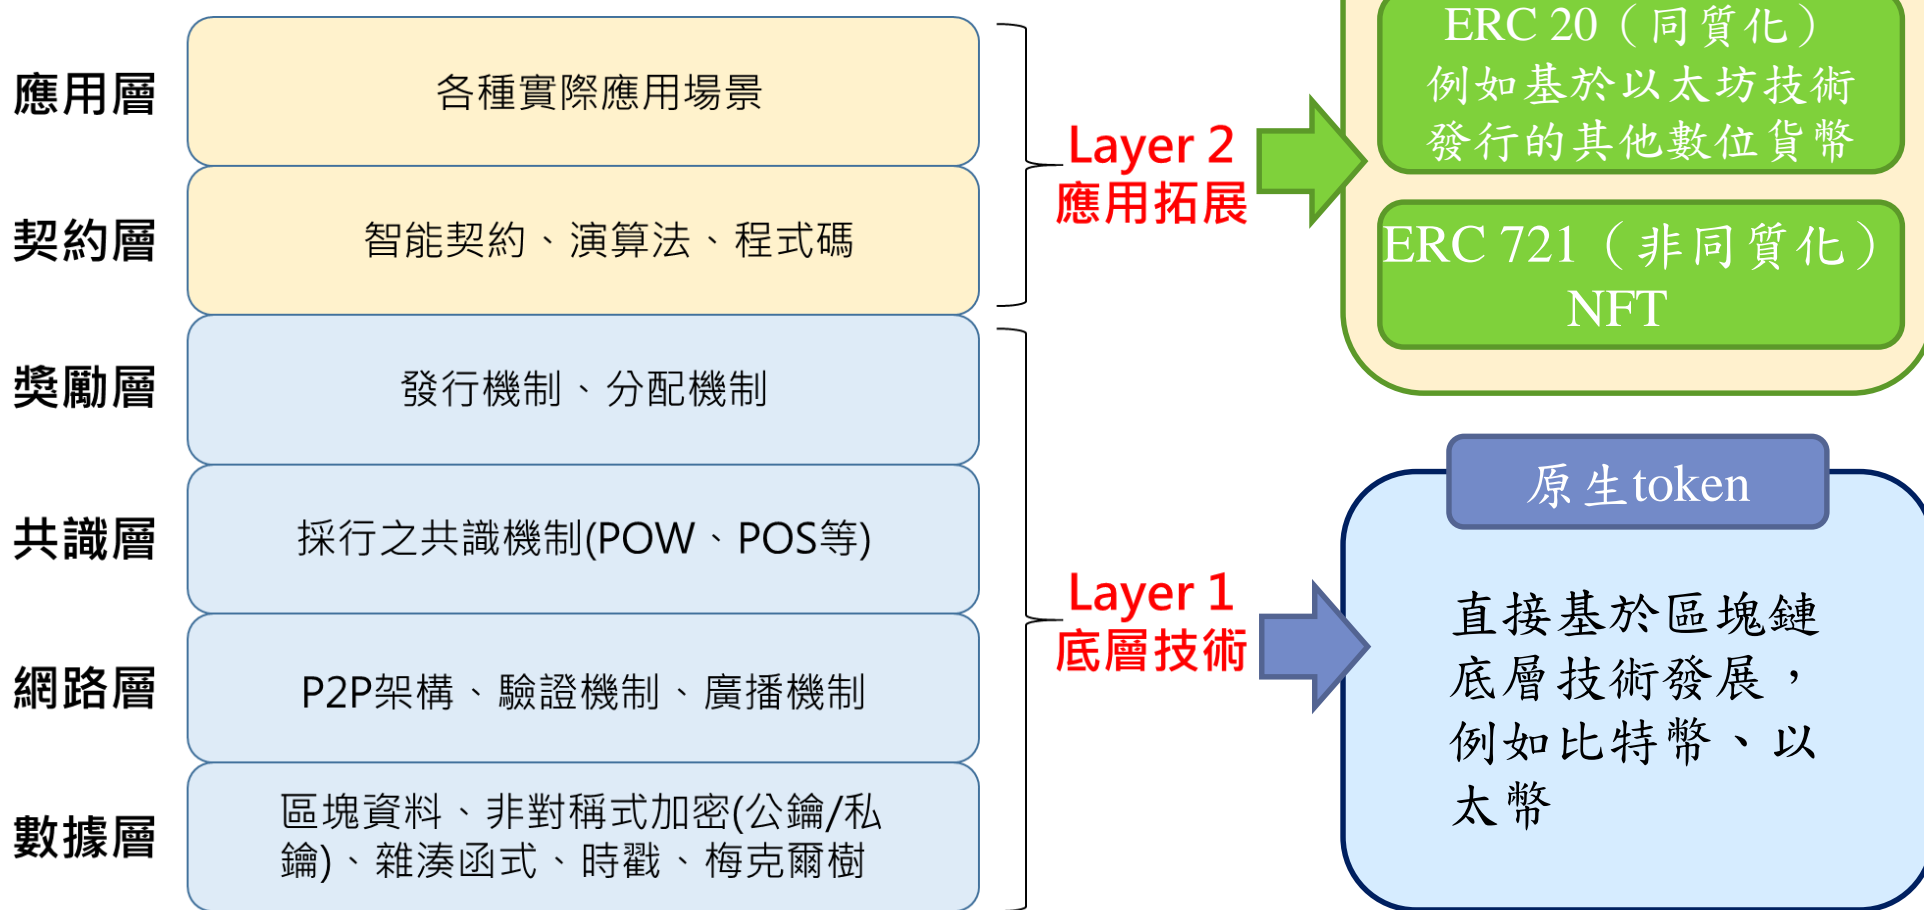 應用層
各種實際應用場景
契約層
智能契約、演算法、程式碼
獎勵層
發行機制、分配機制
共識層
採行之共識機制(POW、POS等)
網路層
P2P架構、驗證機制、廣播機制
數據層
區塊資料、非對稱式加密(公鑰/私
鑰)、雜湊函式、時戳、梅克爾樹
Layer 2
應用拓展
Layer 1
底層技術
ERC 20（同質化）
例如基於以太坊技術
發行的其他數位貨幣
ERC 721（非同質化）
NFT
原生token
直接基於區塊鏈
底層技術發展，
例如比特幣、以
太幣